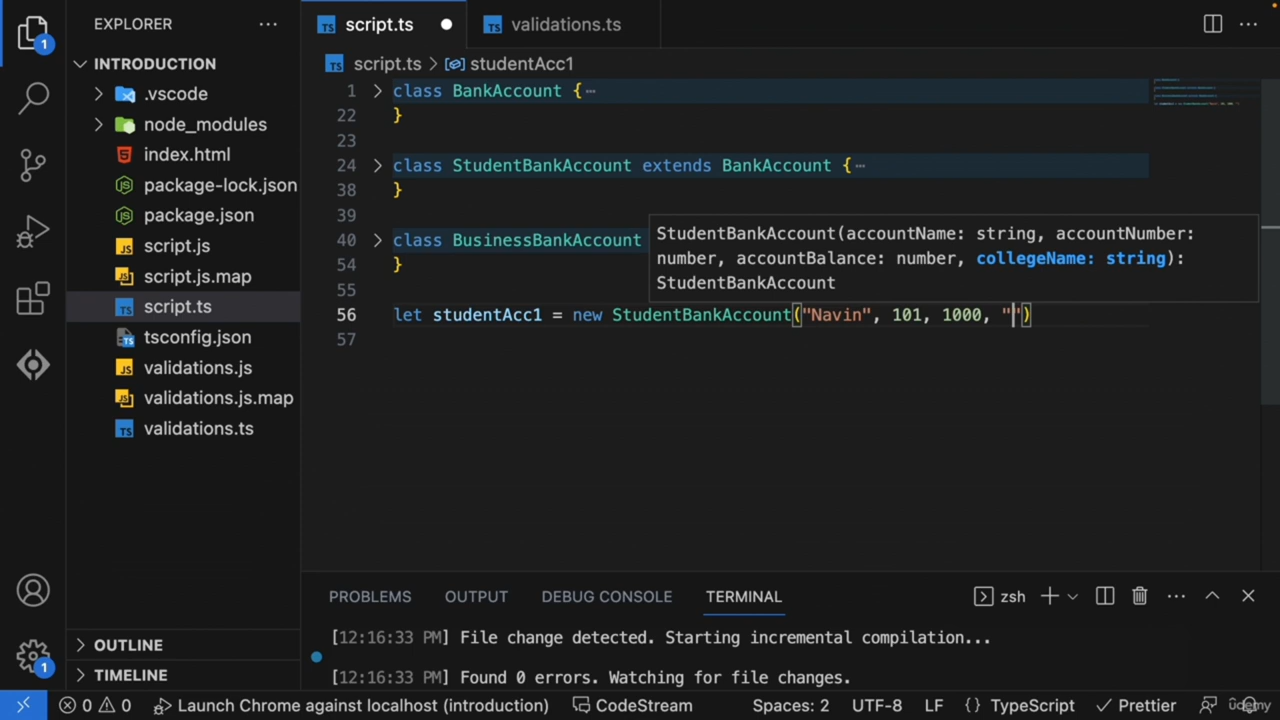 EXPLORER
script.ts
validations.ts
INTRODUCTION
.vscode
node_modules
index.html
package-lock.json
package.json
script.js
script.js.map
script.ts
tsconfig.json
validations.js
validations.js.map
validations.ts
OUTLINE
TIMELINE
script.ts > studentAcc1
1 class BankAccount {
22 }
23
24 class StudentBankAccount extends BankAccount {
38 }
39
40 class BusinessBankAccount
54 }
55
56 let studentAcc1 = new StudentBankAccount("Navin", 101, 1000, "")
57
StudentBankAccount(accountName: string, accountNumber:
number, accountBalance: number, collegeName: string):
StudentBankAccount
PROBLEMS OUTPUT DEBUG CONSOLE TERMINAL zsh
[12:16:33 PM] File change detected. Starting incremental compilation...
[12:16:33 PM] Found 0 errors. Watching for file changes.
1
1
0 0 Launch Chrome against localhost (introduction) CodeStream Spaces: 2 UTF-8 LF {} TypeScript Prettier
udemy